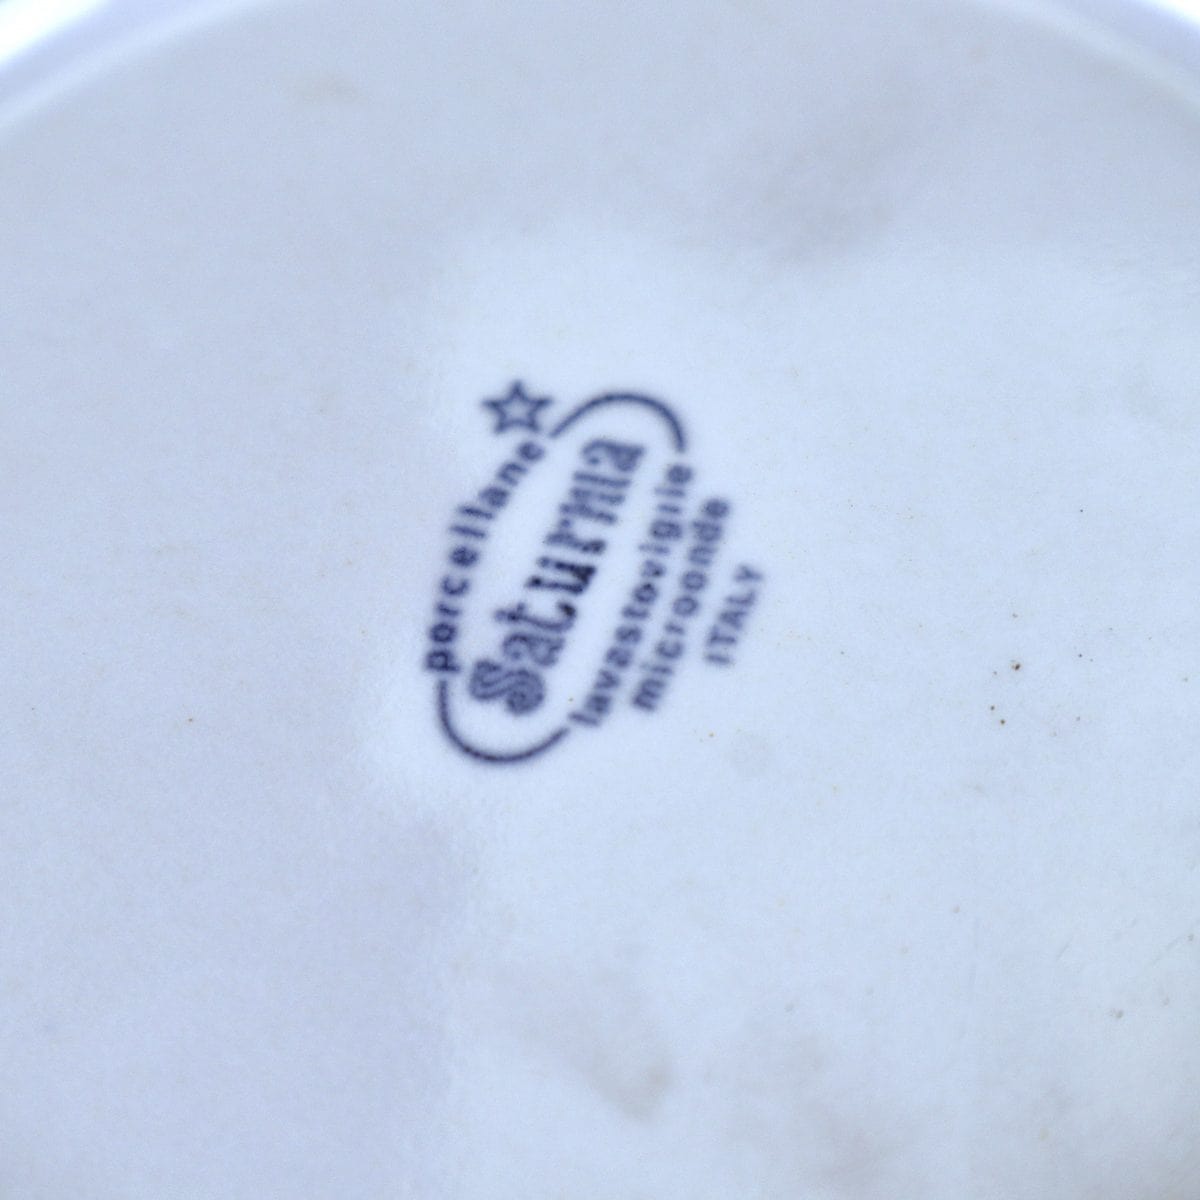 porcellane
Saturnia
lavastoviglie
microonde
ITALY